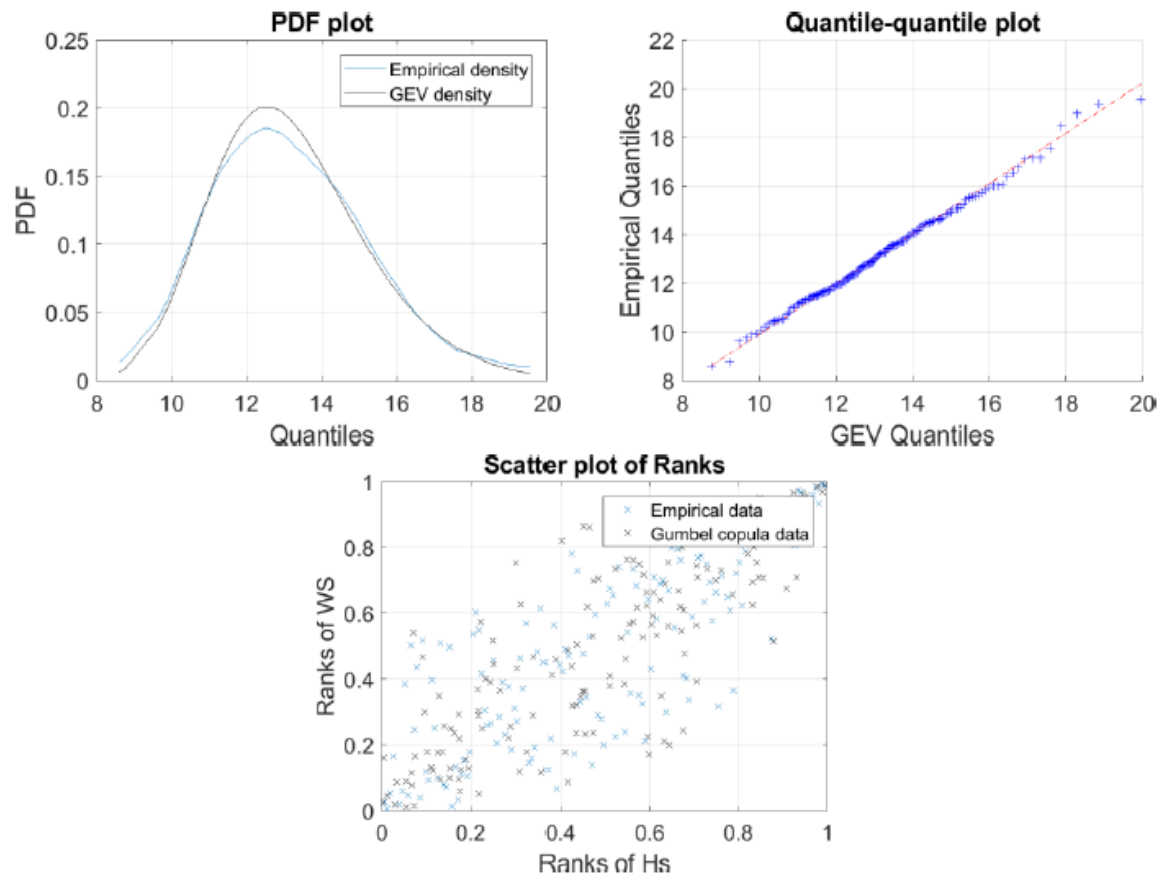 PDF plot
0.25
0.2
0.15
0.1
0.05
0
PDF
Empirical density
GEV density
8 10 12 14 16 18 20
Quantiles
Quantile-quantile plot
22
20
18
16
14
12
10
8
Empirical Quantiles
8 10 12 14 16 18 20
GEV Quantiles
Scatter plot of Ranks
1
0.8
0.6
0.4
0.2
0
Ranks of WS
Empirical data
Gumbel copula data
0 0.2 0.4 0.6 0.8 1
Ranks of Hs